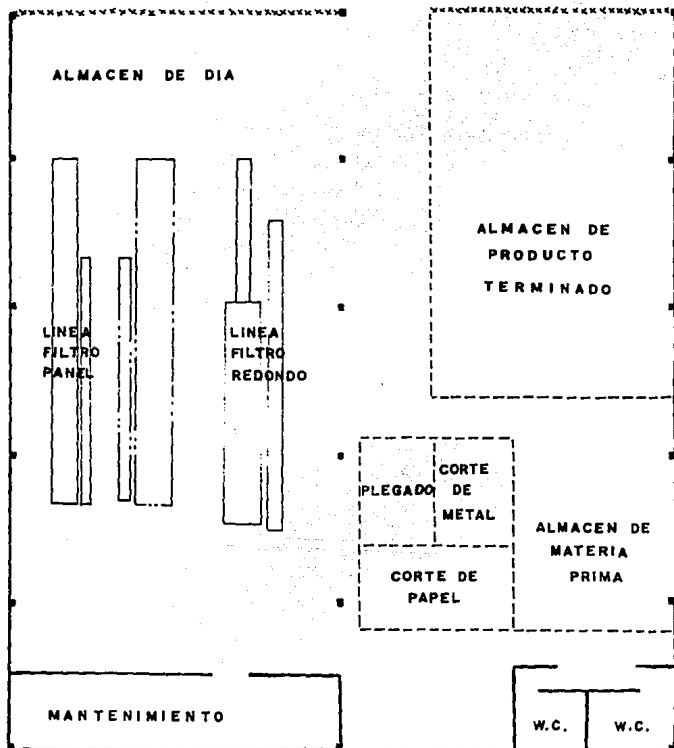 ALMACEN DE DIA
ALMACEN DE
PRODUCTO
TERMINADO
LINEA
FILTRO
PANEL
LINEA
FILTRO
REDONDO
PLEGADO
CORTE
DE
METAL
CORTE DE
PAPEL
ALMACEN DE
MATERIA
PRIMA
MANTENIMIENTO
W.C.
W.C.